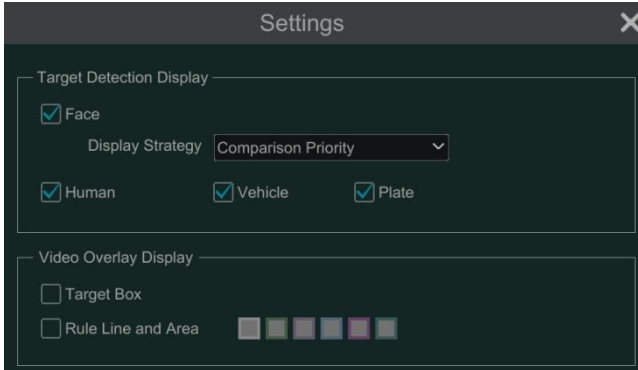 Settings
Target Detection Display
Face
Display Strategy Comparison Priority
Human Vehicle Plate
Video Overlay Display
Target Box
Rule Line and Area